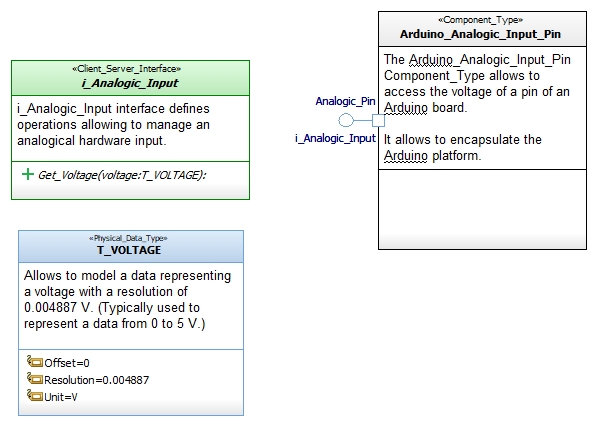 «Client_Server_Interface»
i_Analogic_Input
i_Analogic_Input interface defines
operations allowing to manage an
analogical hardware input.
Get_Voltage(voltage:T_VOLTAGE):
«Component_Type»
Arduino_Analogic_Input_Pin
The Arduino_Analogic_Input_Pin
Component_Type allows to
access the voltage of a pin of an
Arduino board.
It allows to encapsulate the
Arduino platform.
Analogic_Pin
i_Analogic_Input
«Physical_Data_Type»
T_VOLTAGE
Allows to model a data representing
a voltage with a resolution of
0.004887 V. (Typically used to
represent a data from 0 to 5 V.)
Offset=0
Resolution=0.004887
Unit=V